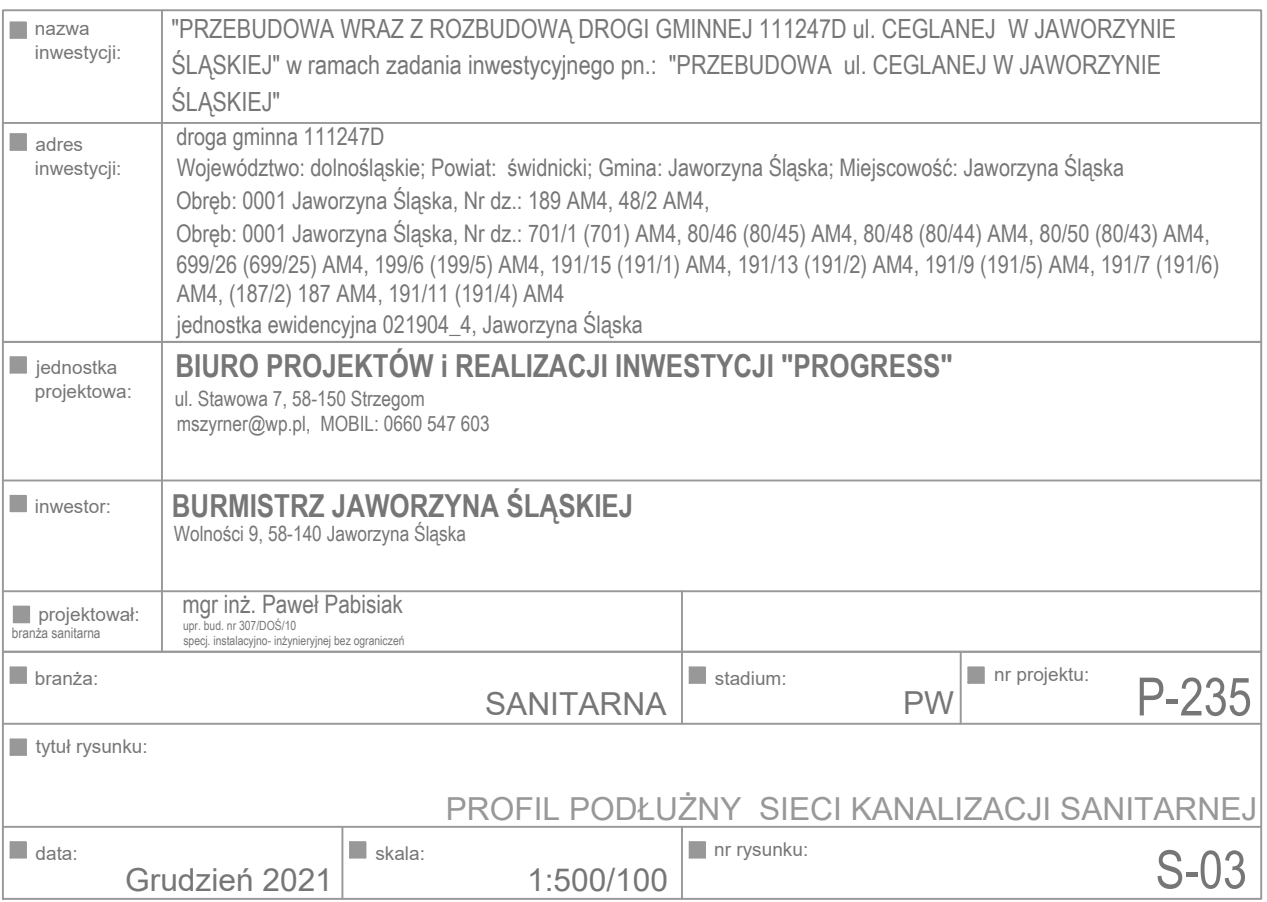 nazwa inwestycji:
"PRZEBUDOWA WRAZ Z ROZBUDOWĄ DROGI GMINNEJ 111247D ul. CEGLANEJ W JAWORZYNIE
ŚLĄSKIEJ" w ramach zadania inwestycyjnego pn.: "PRZEBUDOWA ul. CEGLANEJ W JAWORZYNIE
ŚLĄSKIEJ"
adres inwestycji:
droga gminna 111247D
Województwo: dolnośląskie; Powiat: świdnicki; Gmina: Jaworzyna Śląska; Miejscowość: Jaworzyna Śląska
Obręb: 0001 Jaworzyna Śląska, Nr dz.: 189 AM4, 48/2 AM4,
Obręb: 0001 Jaworzyna Śląska, Nr dz.: 701/1 (701) AM4, 80/46 (80/45) AM4, 80/48 (80/44) AM4, 80/50 (80/43) AM4,
699/26 (699/25) AM4, 199/6 (199/5) AM4, 191/15 (191/1) AM4, 191/13 (191/2) AM4, 191/9 (191/5) AM4, 191/7 (191/6)
AM4, (187/2) 187 AM4, 191/11 (191/4) AM4
jednostka ewidencyjna 021904_4, Jaworzyna Śląska
jednostka projektowa:
BIURO PROJEKTÓW i REALIZACJI INWESTYCJI "PROGRESS"
ul. Stawowa 7, 58-150 Strzegom
mszyrner@wp.pl, MOBIL: 0660 547 603
inwestor:
BURMISTRZ JAWORZYNA ŚLĄSKIEJ
Wolności 9, 58-140 Jaworzyna Śląska
projektował:
branża sanitarna
mgr inż. Paweł Pabisiak
upr. bud. nr 307/DOŚ/10
specj. instalacyjno- inżynieryjnej bez ograniczeń
branża:
SANITARNA
stadium:
PW
nr projektu:
P-235
tytuł rysunku:
PROFIL PODŁUŻNY SIECI KANALIZACJI SANITARNEJ
data:
Grudzień 2021
skala:
1:500/100
nr rysunku:
S-03